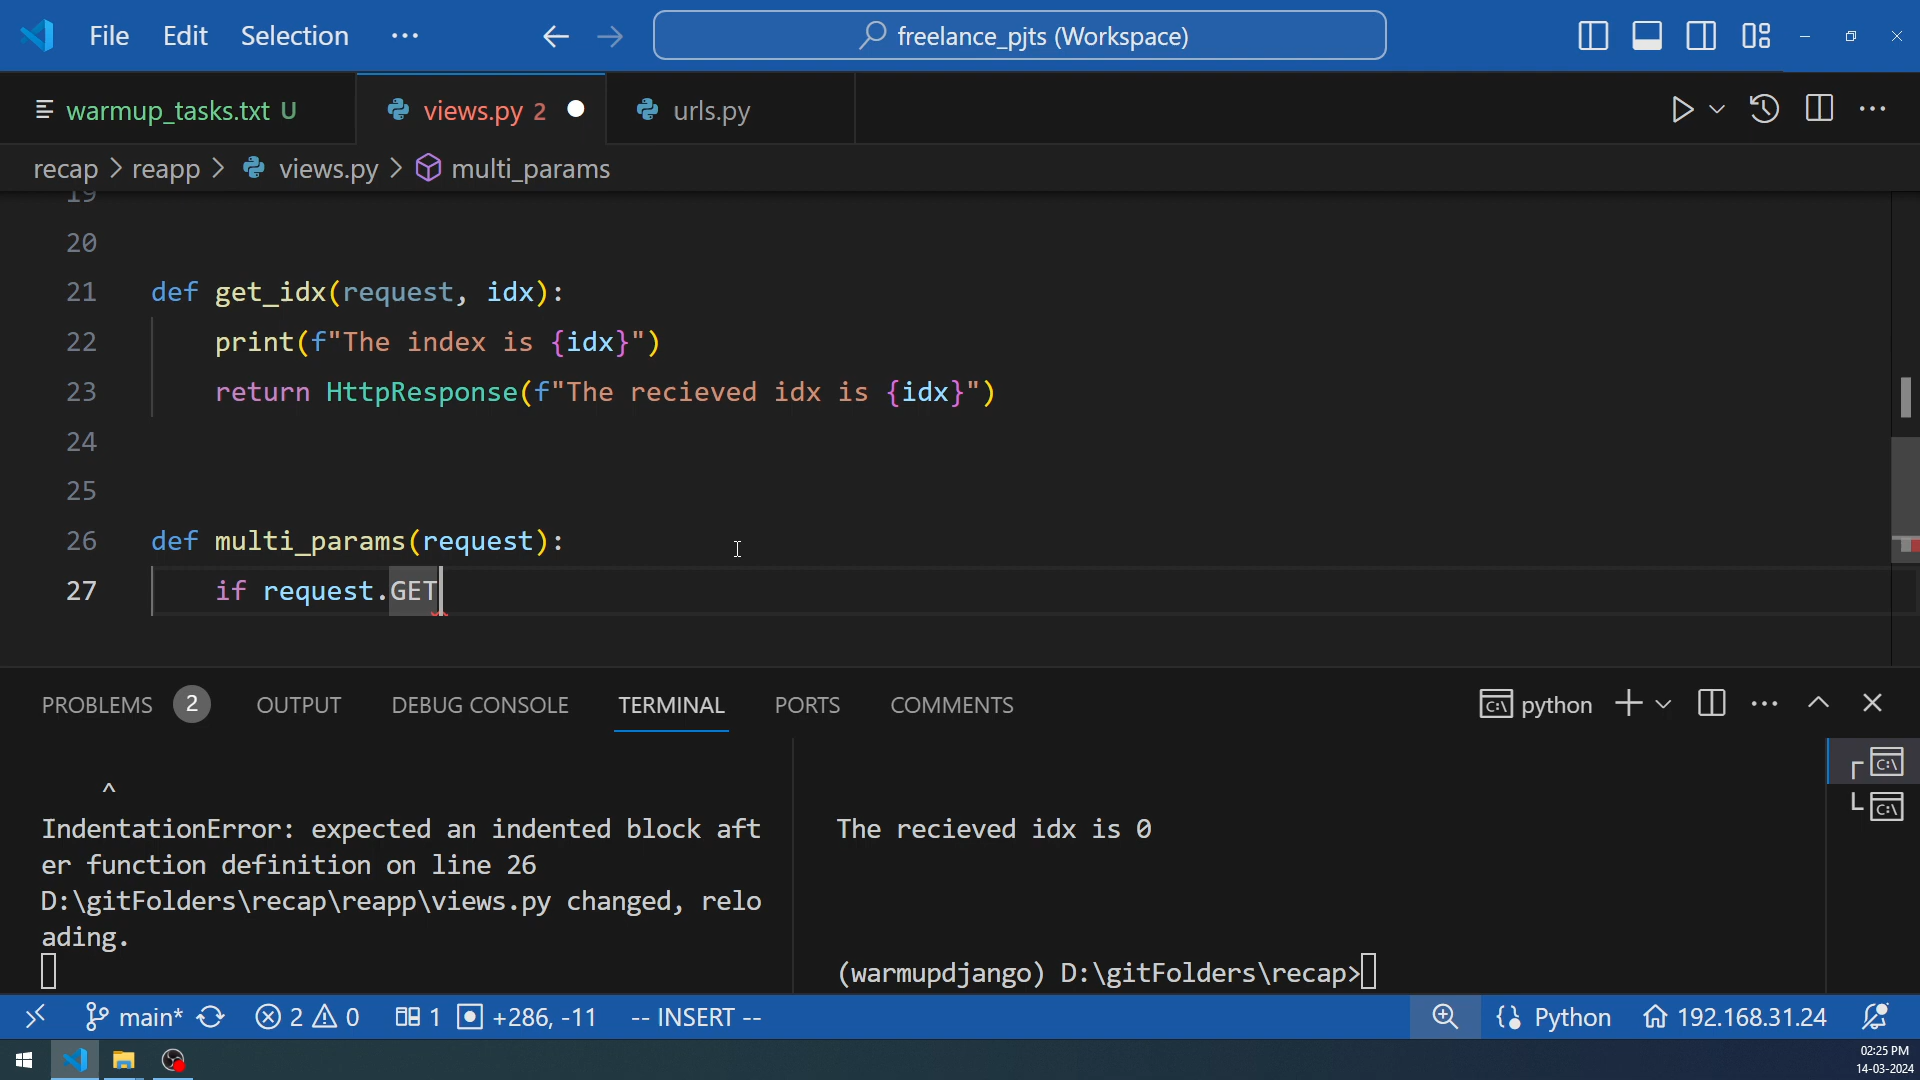 File Edit Selection ··· freelance_pjts (Workspace)
warmup_tasks.txt U views.py 2 urls.py
recap > reapp > views.py > multi_params
19
20
21 def get_idx(request, idx):
22 print(f"The index is {idx}")
23 return HttpResponse(f"The recieved idx is {idx}")
24
25
26 def multi_params(request):
27 if request.GET
PROBLEMS 2 OUTPUT DEBUG CONSOLE TERMINAL PORTS COMMENTS python
^
IndentationError: expected an indented block aft
er function definition on line 26
D:\gitFolders\recap\reapp\views.py changed, relo
ading.
The recieved idx is 0
(warmupdjango) D:\gitFolders\recap>
main* 2 0 1 +286, -11 -- INSERT -- Python 192.168.31.24
02:25 PM
14-03-2024